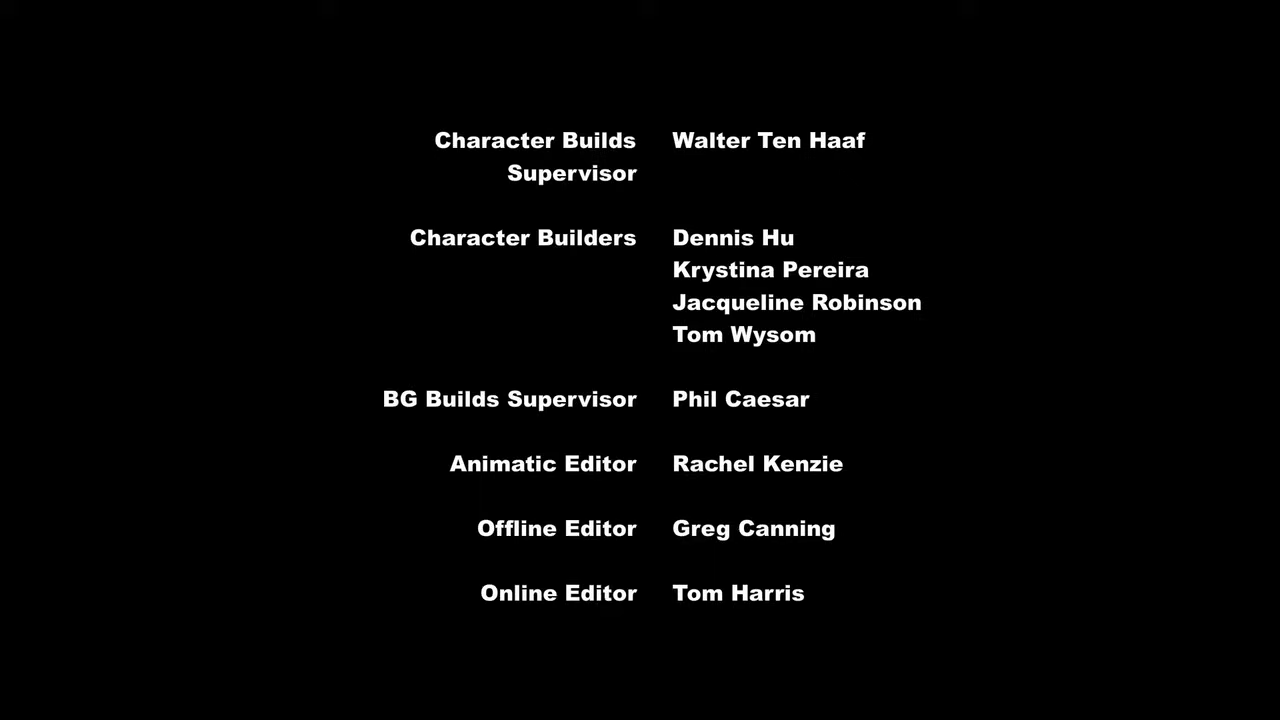 Character Builds Walter Ten Haaf
Supervisor
Character Builders Dennis Hu
Krystina Pereira
Jacqueline Robinson
Tom Wysom
BG Builds Supervisor Phil Caesar
Animatic Editor Rachel Kenzie
Offline Editor Greg Canning
Online Editor Tom Harris